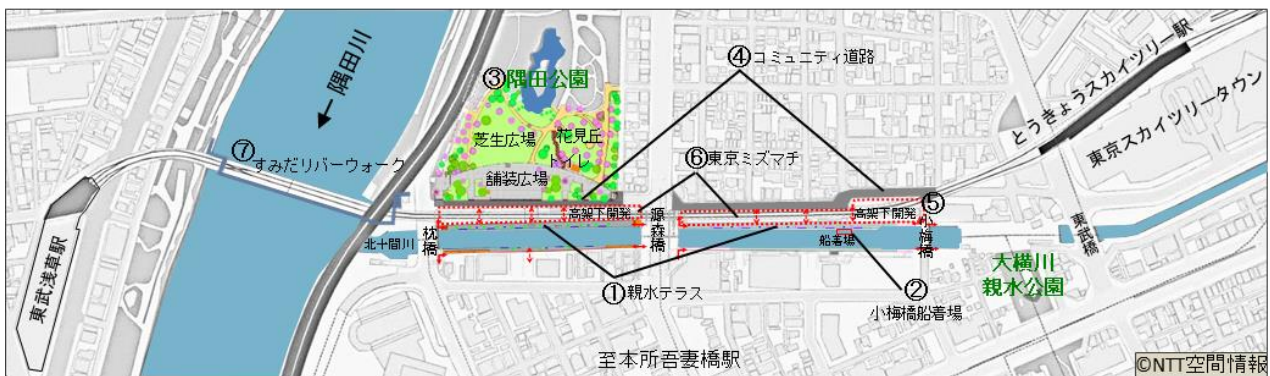 隅田川
③隅田公園
④コミュニティ道路
とうきょうスカイツリー駅
東京スカイツリータウン
芝生広場
花見丘
トイレ
舗装広場
⑦すみだリバーウォーク
⑥東京ミズマチ
高架下開発
高架下開発
⑤
枕橋
源森橋
小梅橋
東武橋
北十間川
船着場
東武浅草駅
①親水テラス
②
小梅橋船着場
大横川
親水公園
至本所吾妻橋駅
©NTT空間情報